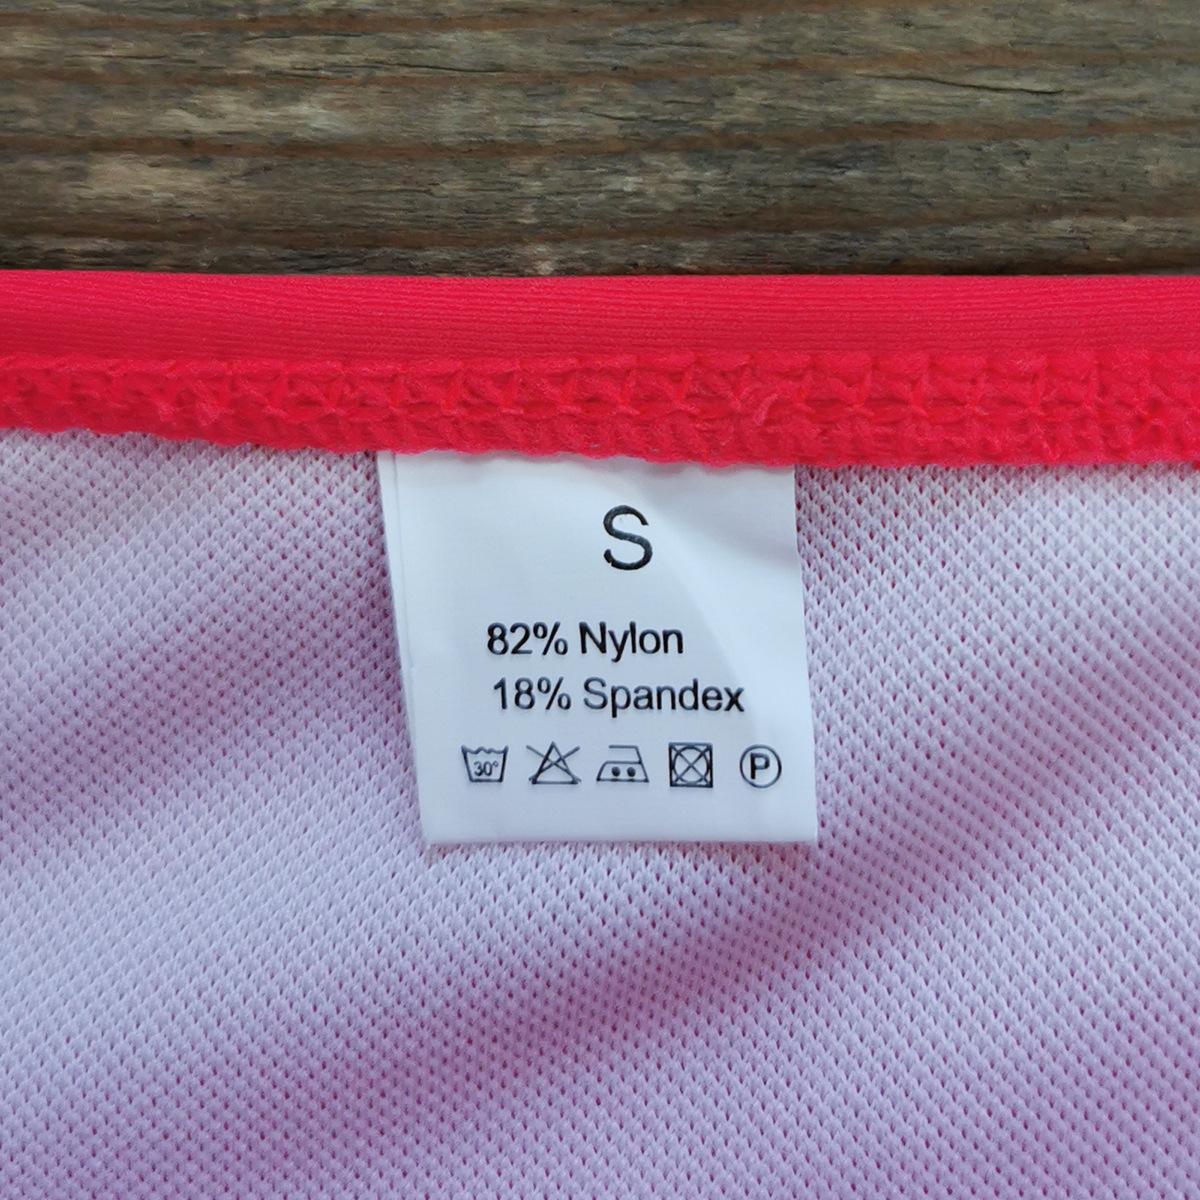 S
82% Nylon
18% Spandex
30° P